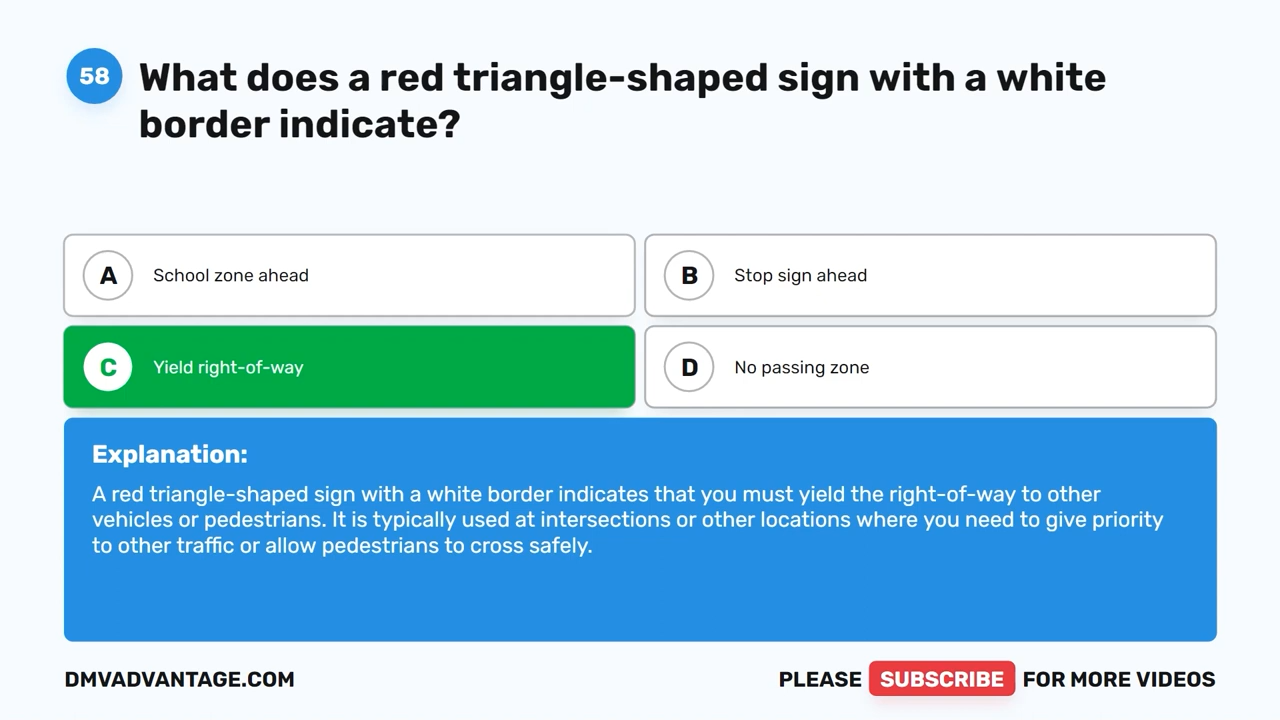 58
What does a red triangle-shaped sign with a white
border indicate?
A School zone ahead
B Stop sign ahead
C Yield right-of-way
D No passing zone
Explanation:
A red triangle-shaped sign with a white border indicates that you must yield the right-of-way to other
vehicles or pedestrians. It is typically used at intersections or other locations where you need to give priority
to other traffic or allow pedestrians to cross safely.
DMVADVANTAGE.COM
PLEASE SUBSCRIBE FOR MORE VIDEOS